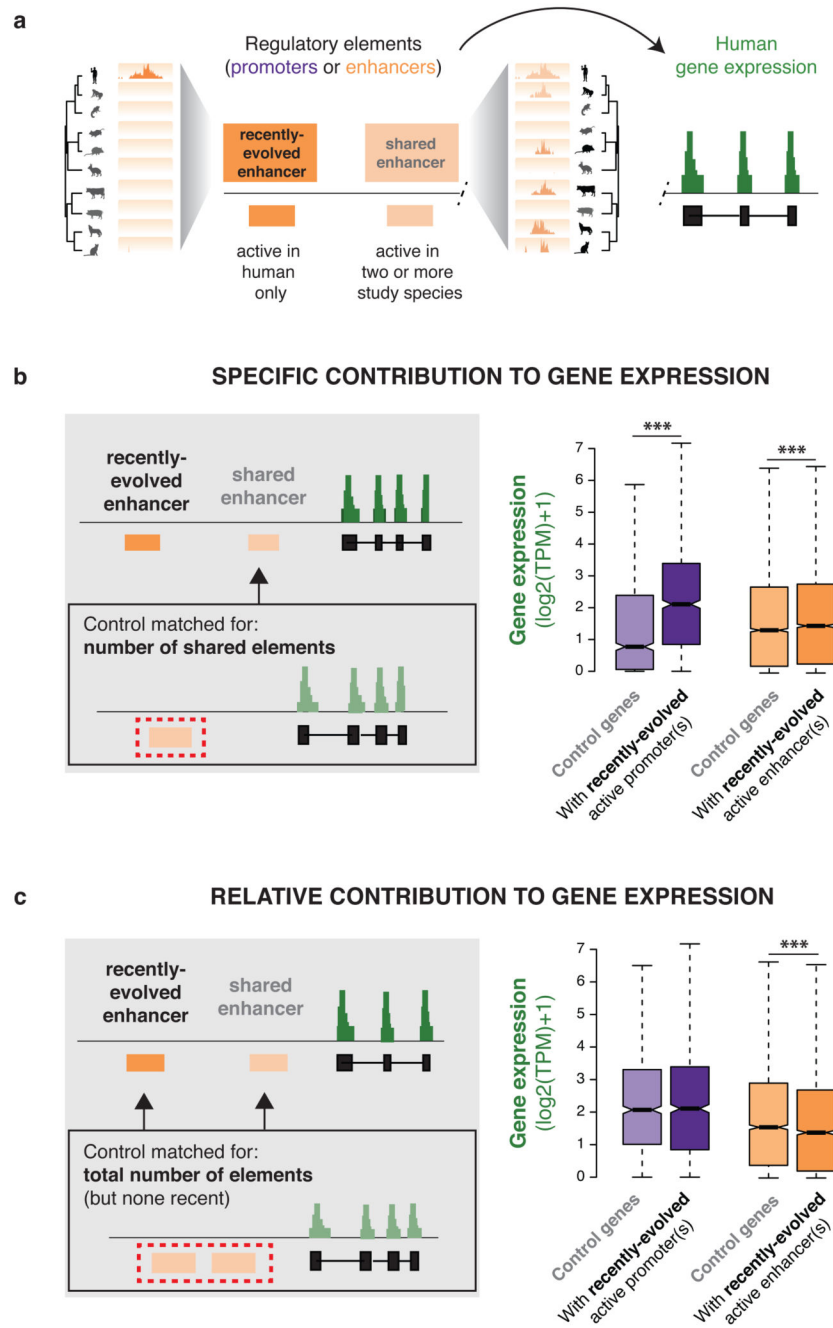 a
Regulatory elements
(promoters or enhancers)
Human
gene expression
recently-
evolved
enhancer
shared
enhancer
active in
human
only
active in
two or more
study species
b
SPECIFIC CONTRIBUTION TO GENE EXPRESSION
recently-
evolved
enhancer
shared
enhancer
Control matched for:
number of shared elements
Gene expression
(log2(TPM)+1)
7
6
5
4
3
2
1
0
***
***
Control genes
With recently-evolved
active promoter(s)
Control genes
With recently-evolved
active enhancer(s)
c
RELATIVE CONTRIBUTION TO GENE EXPRESSION
recently-
evolved
enhancer
shared
enhancer
Control matched for:
total number of elements
(but none recent)
Gene expression
(log2(TPM)+1)
7
6
5
4
3
2
1
0
***
Control genes
With recently-evolved
active promoter(s)
Control genes
With recently-evolved
active enhancer(s)